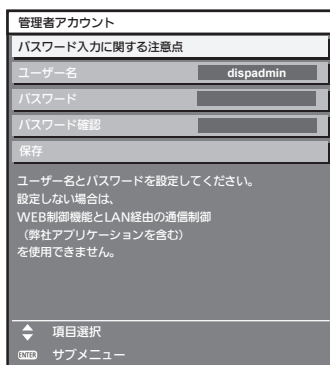 管理者アカウント
パスワード入力に関する注意点
ユーザー名 dispadmin
パスワード
パスワード確認
保存
ユーザー名とパスワードを設定してください。
設定しない場合は、
WEB制御機能とLAN経由の通信制御
（弊社アプリケーションを含む）
を使用できません。
項目選択
ENTER サブメニュー